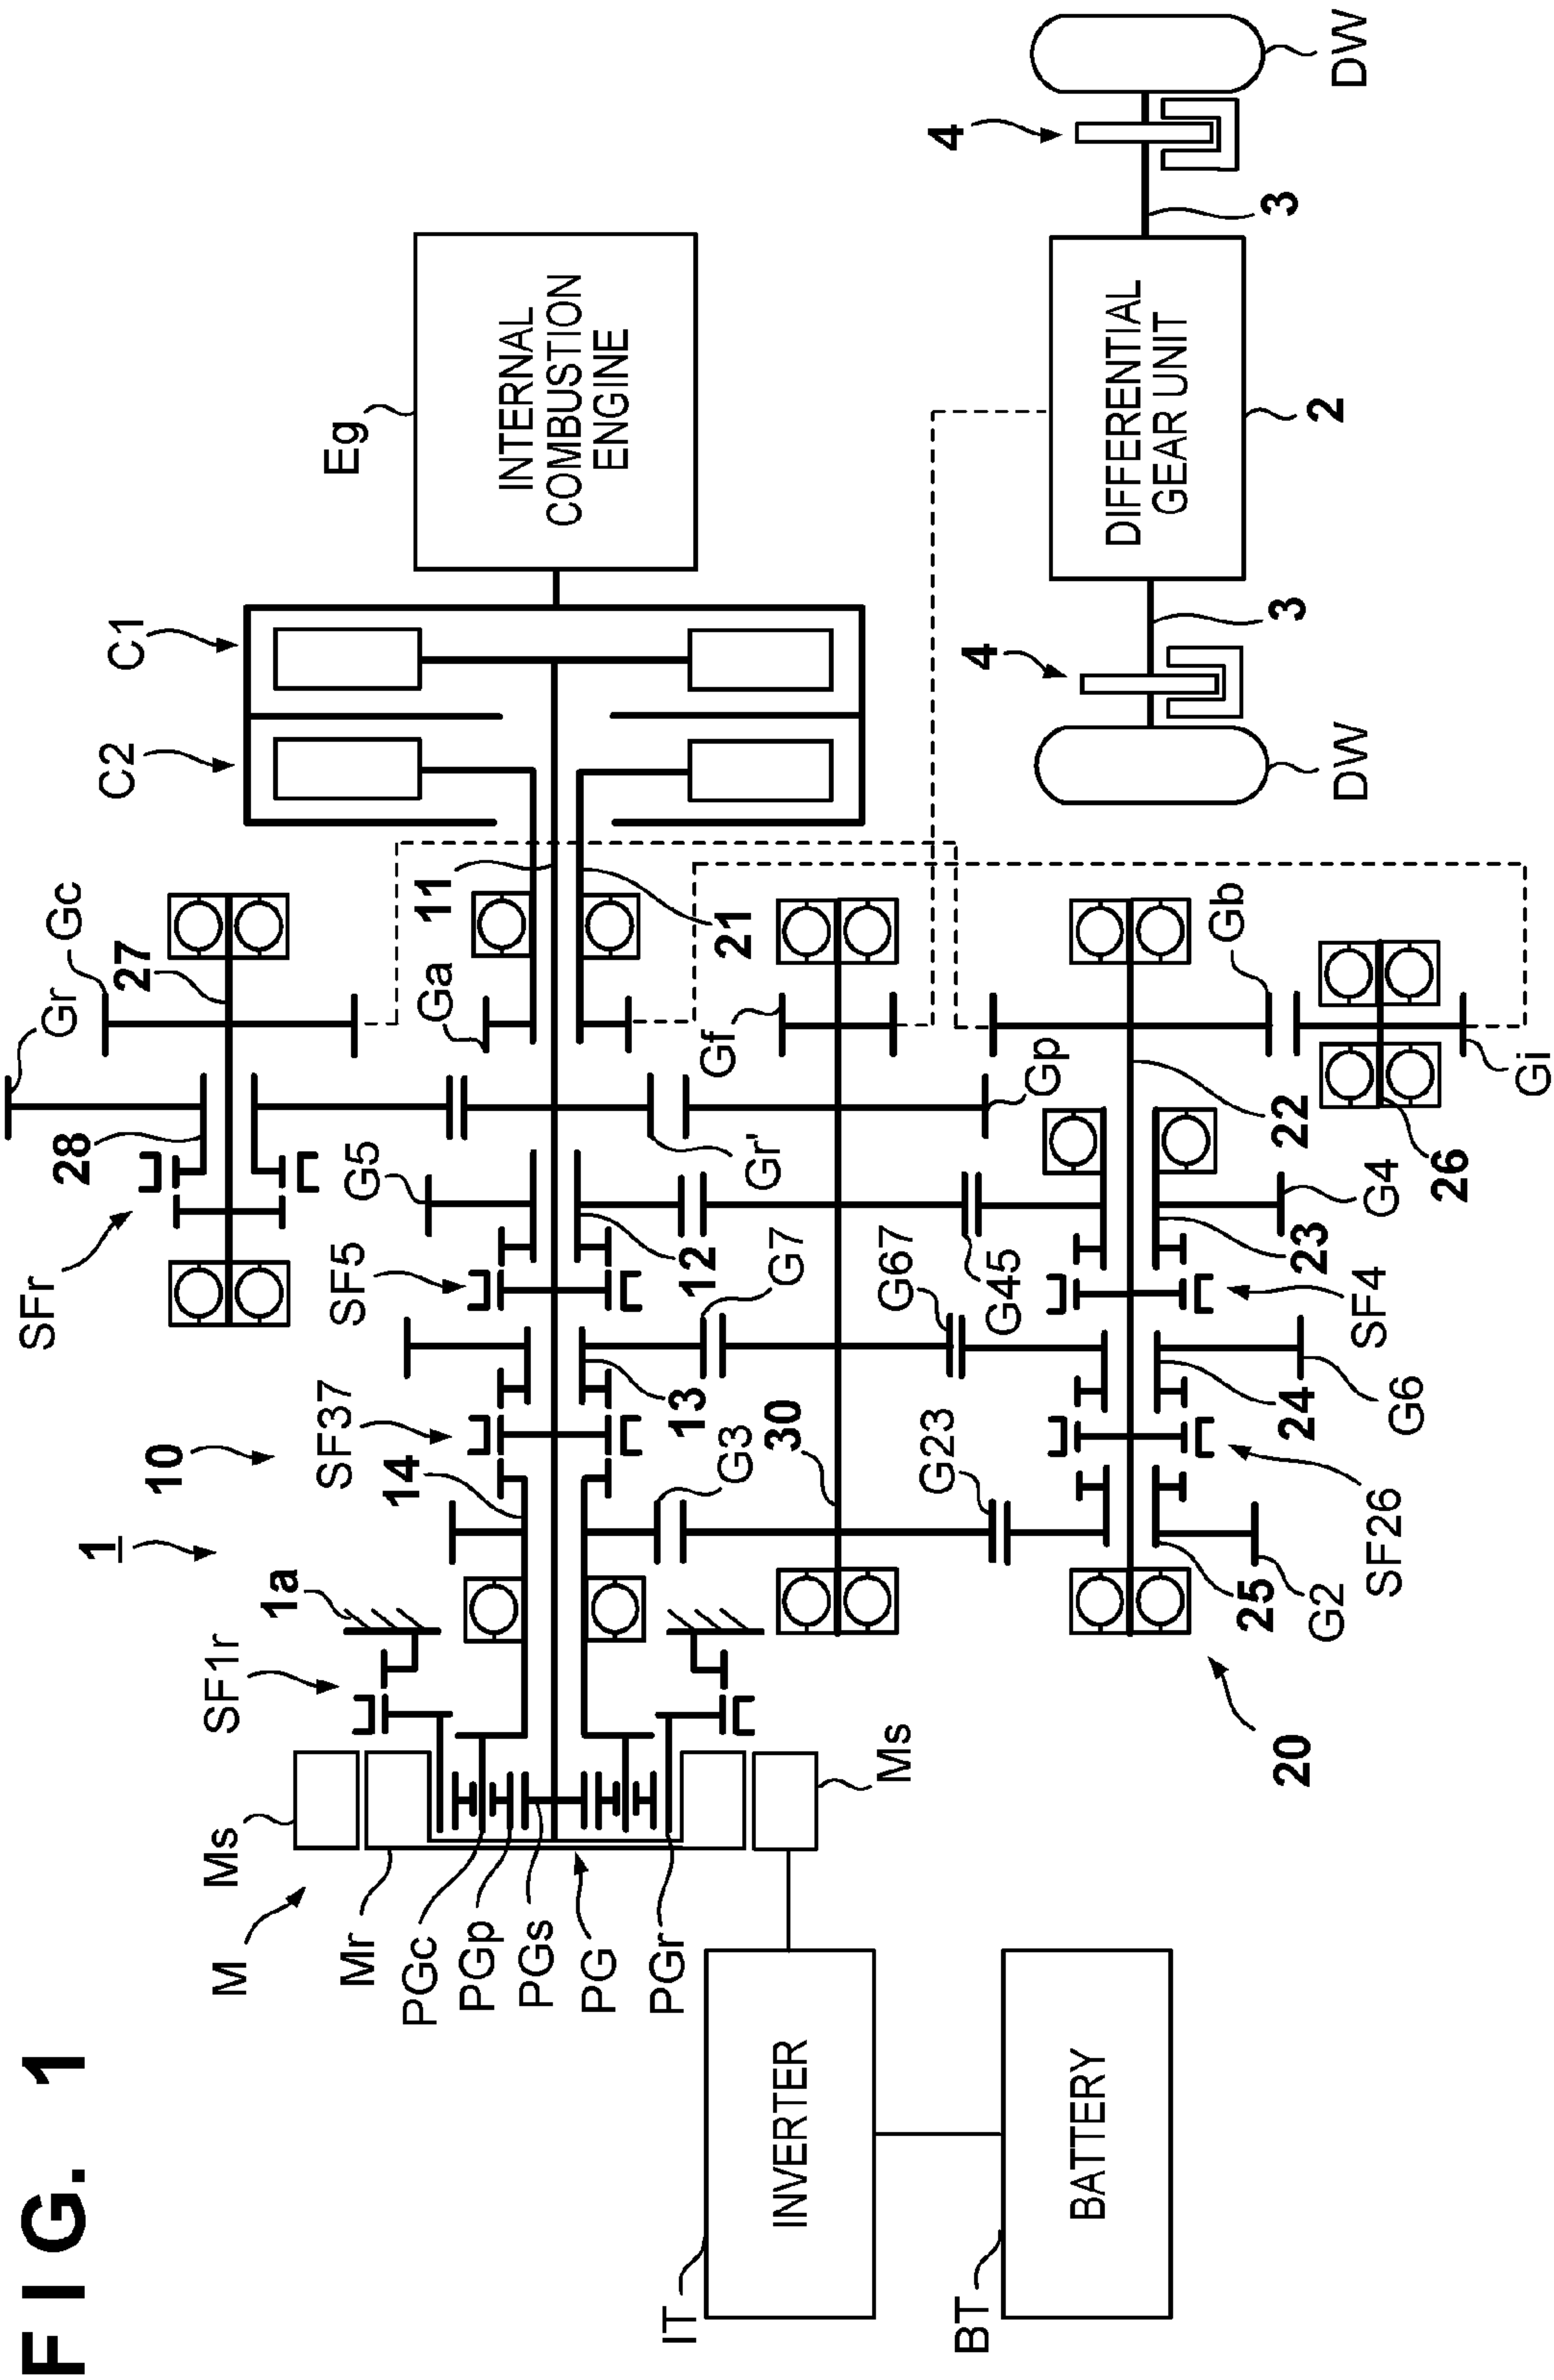 FIG. 1
SFr
Gr
Gc
28
27
1
10
C2
C1
SF1r
1a
SF37
SF5
G5
Eg
Ms
M
14
Ga
11
INTERNAL
COMBUSTION
ENGINE
Mr
PGc
PGp
PGs
PG
PGr
13
12
G3
G7
Gr'
Gf
21
IT
INVERTER
30
Ms
G67
G23
G45
Gp
4
4
BT
BATTERY
DIFFERENTIAL
GEAR UNIT
Gb
20
25
24
23
22
3
3
G2
SF26
G6
SF4
G4
2
DW
DW
26
Gi